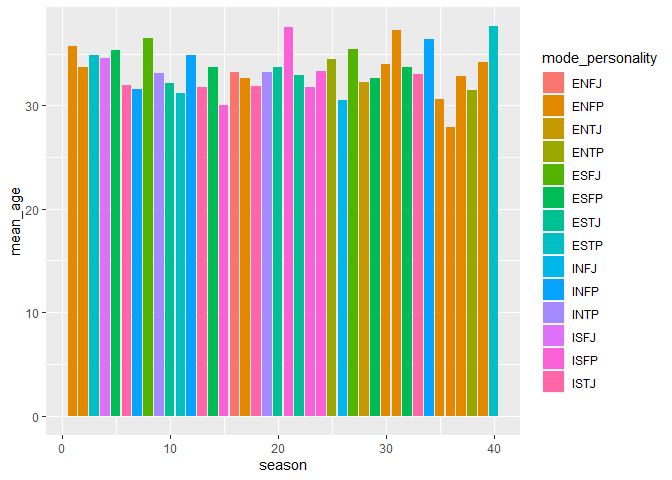 mean_age
30
20
10
0
0
10
20
30
40
season
mode_personality
ENFJ
ENFP
ENTJ
ENTP
ESFJ
ESFP
ESTJ
ESTP
INFJ
INFP
INTP
ISFJ
ISFP
ISTJ